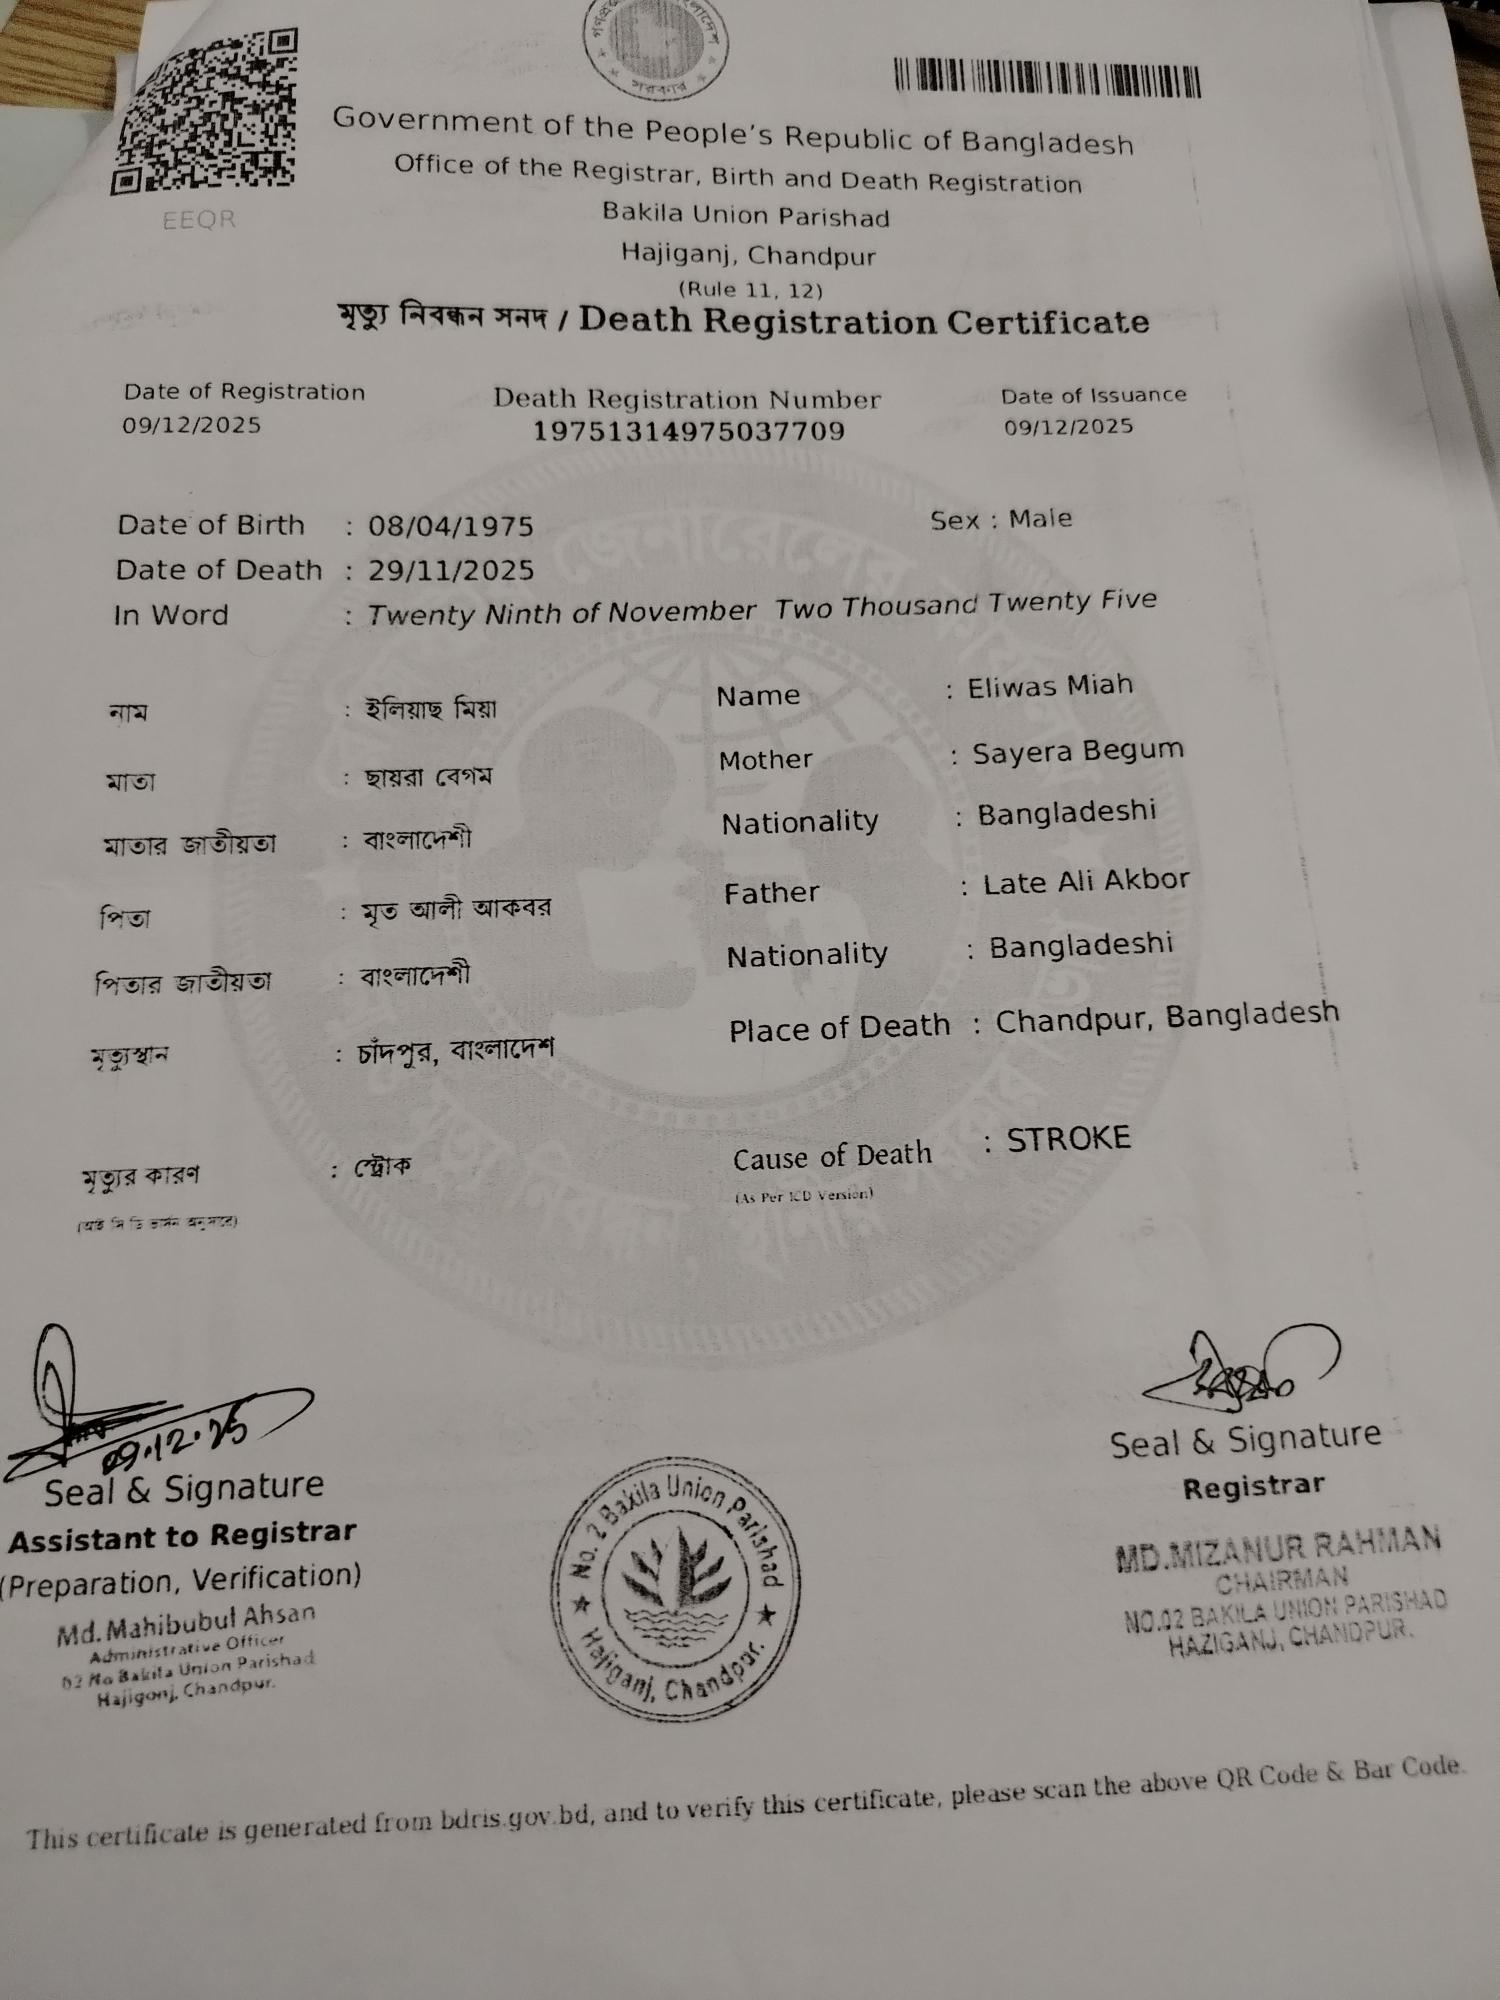 সরকার
EEQR
Government of the People's Republic of Bangladesh
Office of the Registrar, Birth and Death Registration
Bakila Union Parishad
Hajiganj, Chandpur
(Rule 11, 12)
মৃত্যু নিবন্ধন সনদ / Death Registration Certificate
Date of Registration Death Registration Number Date of Issuance
09/12/2025 19751314975037709 09/12/2025
Date of Birth : 08/04/1975 Sex : Male
Date of Death : 29/11/2025
In Word : Twenty Ninth of November Two Thousand Twenty Five
নাম : ইলিয়াছ মিয়া Name : Eliwas Miah
মাতা : ছায়রা বেগম Mother : Sayera Begum
মাতার জাতীয়তা : বাংলাদেশী Nationality : Bangladeshi
পিতা : মৃত আলী আকবর Father : Late Ali Akbor
পিতার জাতীয়তা : বাংলাদেশী Nationality : Bangladeshi
মৃত্যুস্থান : চাঁদপুর, বাংলাদেশ Place of Death : Chandpur, Bangladesh
মৃত্যুর কারণ : স্ট্রোক Cause of Death : STROKE
(আই সি ডি ভার্সন অনুসারে) (As Per ICD Version)
09.12.25
Seal & Signature
Assistant to Registrar
(Preparation, Verification)
Md. Mahibubul Ahsan
Administrative Officer
02 No Bakila Union Parishad
Hajigonj, Chandpur.
No. 2 Bakila Union Parishad
Hajiganj, Chandpur.
Seal & Signature
Registrar
MD.MIZANUR RAHMAN
CHAIRMAN
NO.02 BAKILA UNION PARISHAD
HAZIGANJ, CHANDPUR.
This certificate is generated from bdris.gov.bd, and to verify this certificate, please scan the above QR Code & Bar Code.